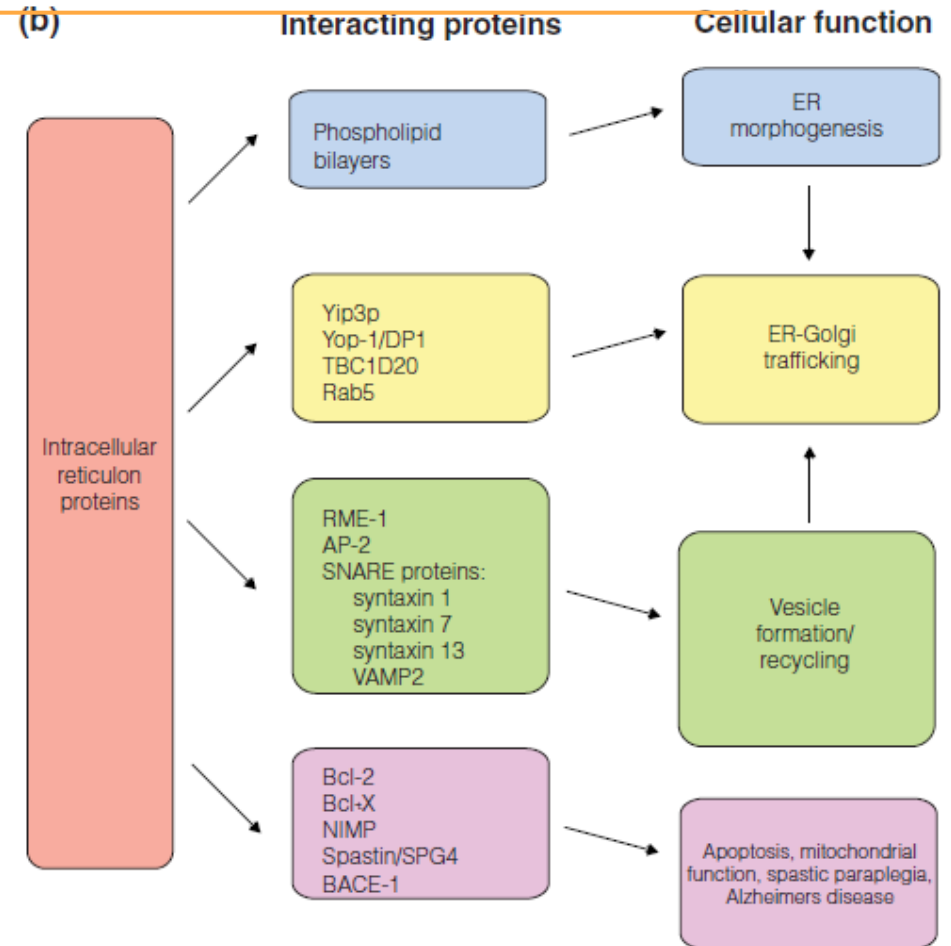 (b)
Interacting proteins
Cellular function
Intracellular
reticulon
proteins
Phospholipid
bilayers
ER
morphogenesis
Yip3p
Yop-1/DP1
TBC1D20
Rab5
ER-Golgi
trafficking
RME-1
AP-2
SNARE proteins:
syntaxin 1
syntaxin 7
syntaxin 13
VAMP2
Vesicle
formation/
recycling
Bcl-2
Bcl-X
NIMP
Spastin/SPG4
BACE-1
Apoptosis, mitochondrial
function, spastic paraplegia,
Alzheimers disease